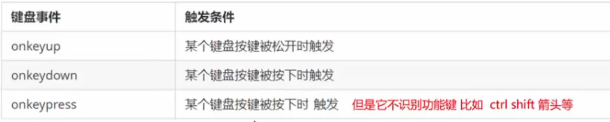 键盘事件 触发条件
onkeyup 某个键盘按键被松开时触发
onkeydown 某个键盘按键被按下时触发
onkeypress 某个键盘按键被按下时 触发 但是它不识别功能键 比如 ctrl shift 箭头等